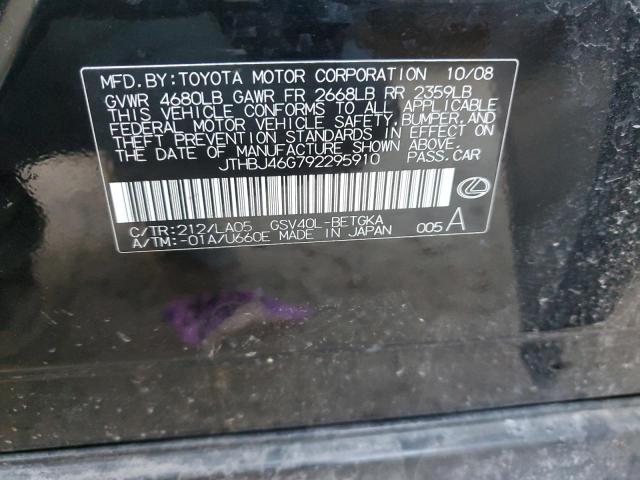 MFD.BY:TOYOTA MOTOR CORPORATION 10/08
GVWR 4680LB GAWR FR 2668LB RR 2359LB
THIS VEHICLE CONFORMS TO ALL APPLICABLE
FEDERAL MOTOR VEHICLE SAFETY,BUMPER,AND
THEFT PREVENTION STANDARDS IN EFFECT ON
THE DATE OF MANUFACTURE SHOWN ABOVE.
JTHBJ46G792295910 PASS.CAR
C/TR:212/LA05 GSV40L-BETGKA
A/TM:-01A/U660E MADE IN JAPAN 005A